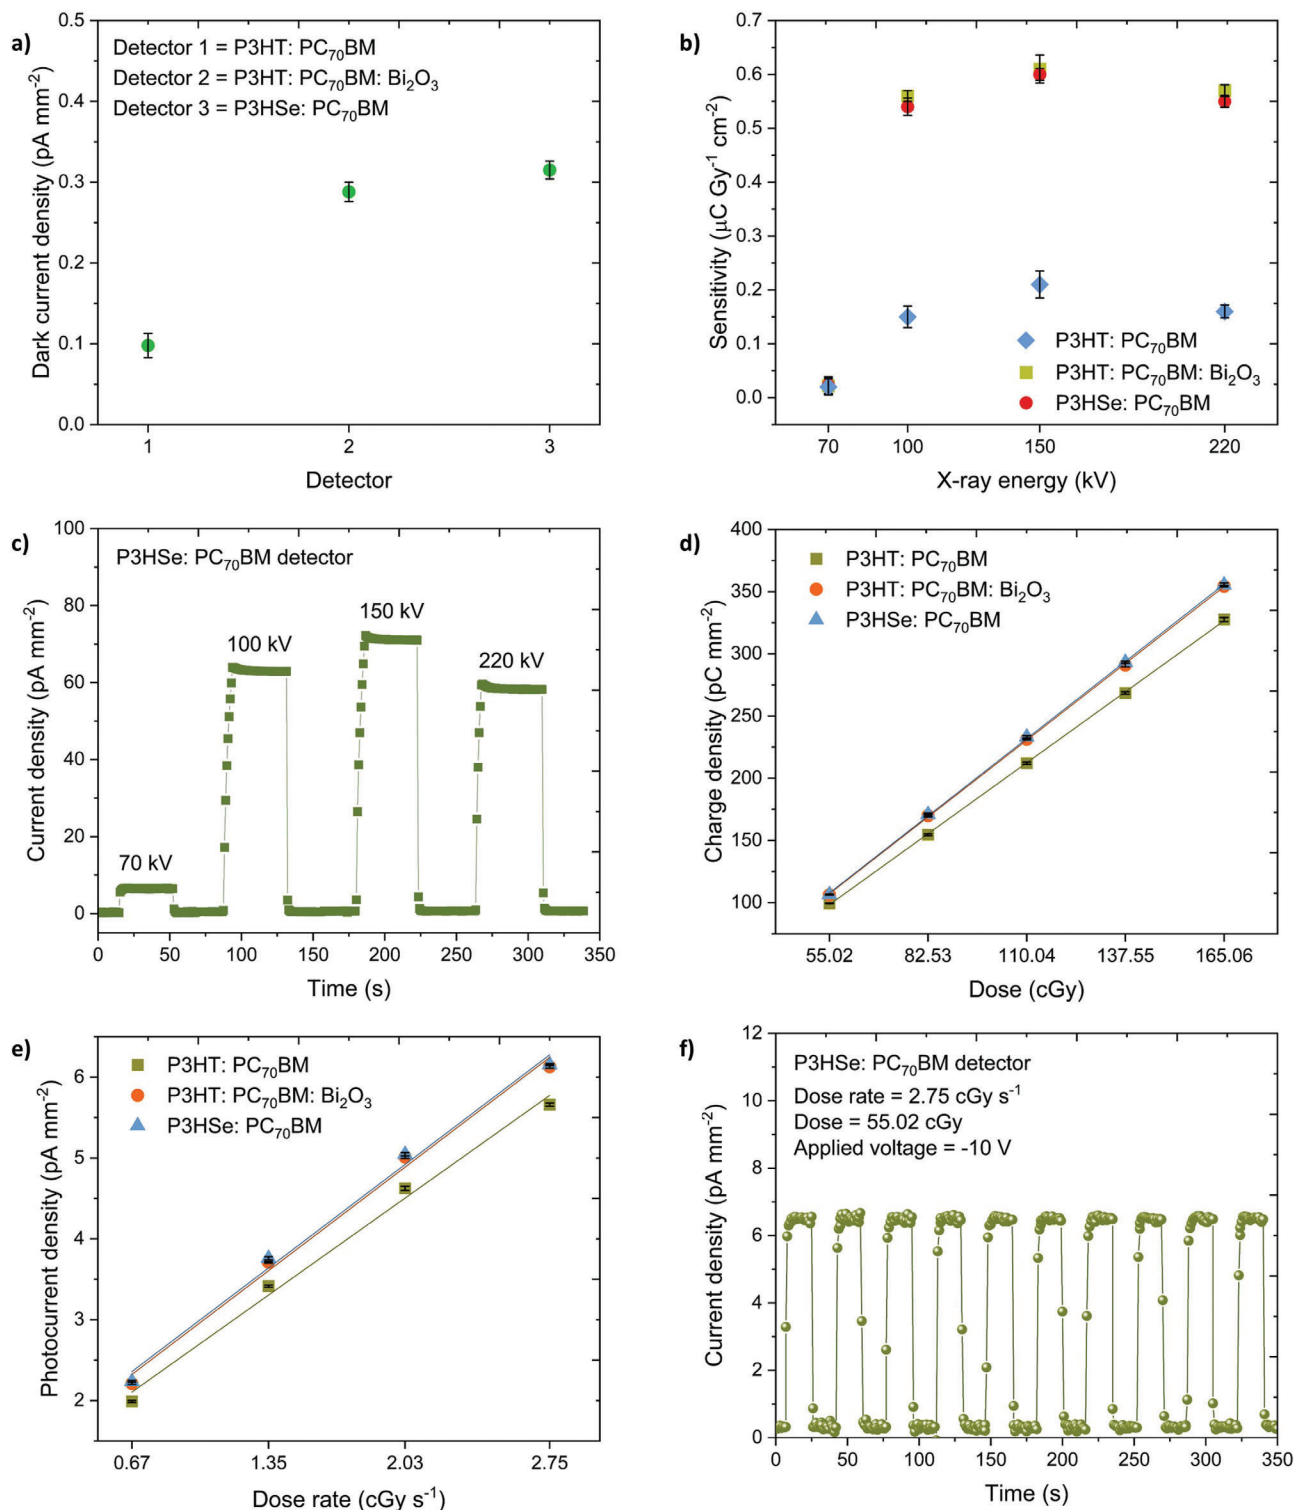 a)
Detector 1 = P3HT: PC₇₀BM
Detector 2 = P3HT: PC₇₀BM: Bi₂O₃
Detector 3 = P3HSe: PC₇₀BM
Dark current density (pA mm⁻²)
0.5
0.4
0.3
0.2
0.1
0.0
1 2 3
Detector
b)
Sensitivity (μC Gy⁻¹ cm⁻²)
0.7
0.6
0.5
0.4
0.3
0.2
0.1
0.0
P3HT: PC₇₀BM
P3HT: PC₇₀BM: Bi₂O₃
P3HSe: PC₇₀BM
70 100 150 220
X-ray energy (kV)
c)
P3HSe: PC₇₀BM detector
Current density (pA mm⁻²)
100
80
60
40
20
0
70 kV
100 kV
150 kV
220 kV
0 50 100 150 200 250 300 350
Time (s)
d)
P3HT: PC₇₀BM
P3HT: PC₇₀BM: Bi₂O₃
P3HSe: PC₇₀BM
Charge density (pC mm⁻²)
400
350
300
250
200
150
100
55.02 82.53 110.04 137.55 165.06
Dose (cGy)
e)
P3HT: PC₇₀BM
P3HT: PC₇₀BM: Bi₂O₃
P3HSe: PC₇₀BM
Photocurrent density (pA mm⁻²)
6
5
4
3
2
0.67 1.35 2.03 2.75
Dose rate (cGy s⁻¹)
f)
P3HSe: PC₇₀BM detector
Dose rate = 2.75 cGy s⁻¹
Dose = 55.02 cGy
Applied voltage = -10 V
Current density (pA mm⁻²)
12
10
8
6
4
2
0
0 50 100 150 200 250 300 350
Time (s)